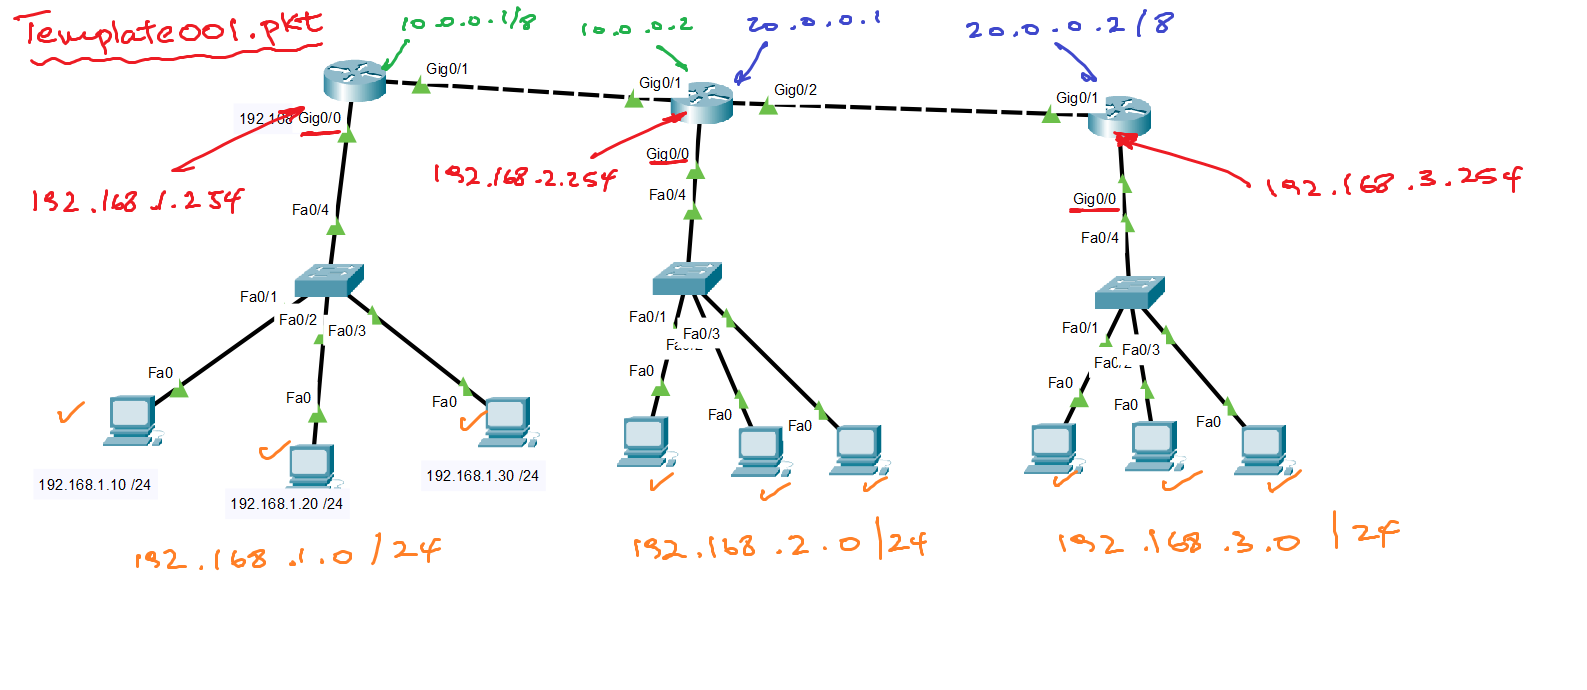 Template001.pkt
10.0.0.1/8
10.0.0.2
20.0.0.1
20.0.0.2/8
Gig0/1
Gig0/1
Gig0/2
Gig0/1
192.168
Gig0/0
192.168.1.254
192.168.2.254
192.168.3.254
Gig0/0
Fa0/4
Gig0/0
Fa0/4
Fa0/4
Fa0/1
Fa0/2
Fa0/3
Fa0/1
Fa0/3
Fa0/1
Fa0/3
Fa0
Fa0
Fa0
Fa0
Fa0
Fa0
Fa0
Fa0
Fa0
192.168.1.10 /24
192.168.1.20 /24
192.168.1.30 /24
192.168.1.0/24
192.168.2.0/24
192.168.3.0/24